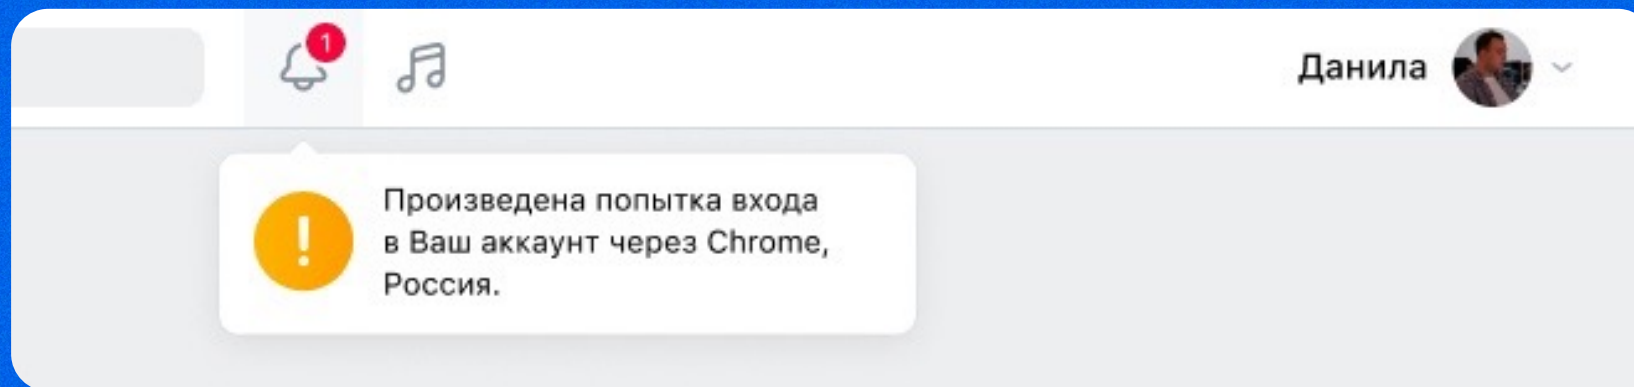 1
Данила
Произведена попытка входа
в Ваш аккаунт через Chrome,
Россия.